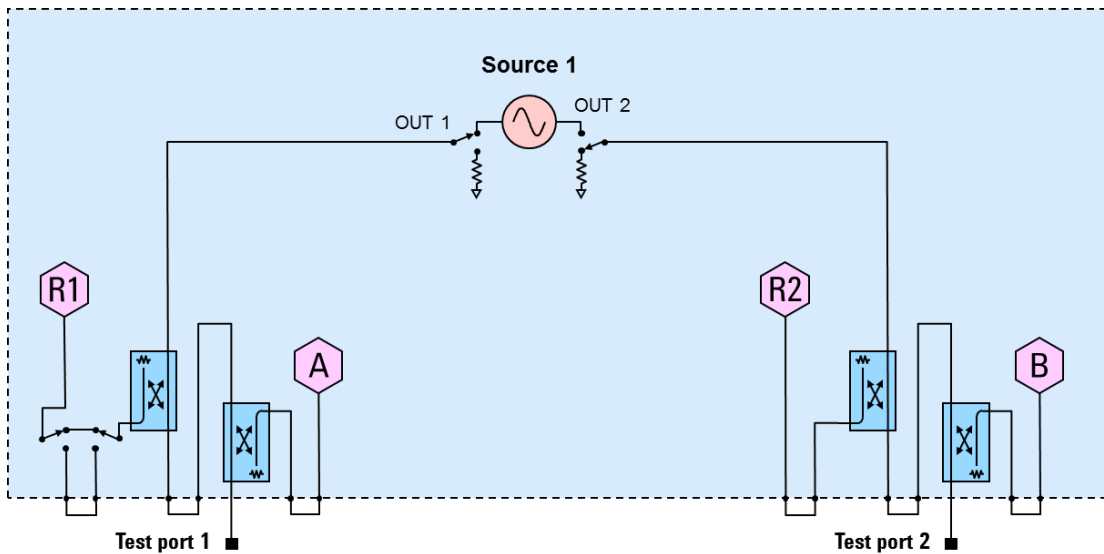 Source 1
OUT 1
OUT 2
R1
R2
A
B
Test port 1
Test port 2